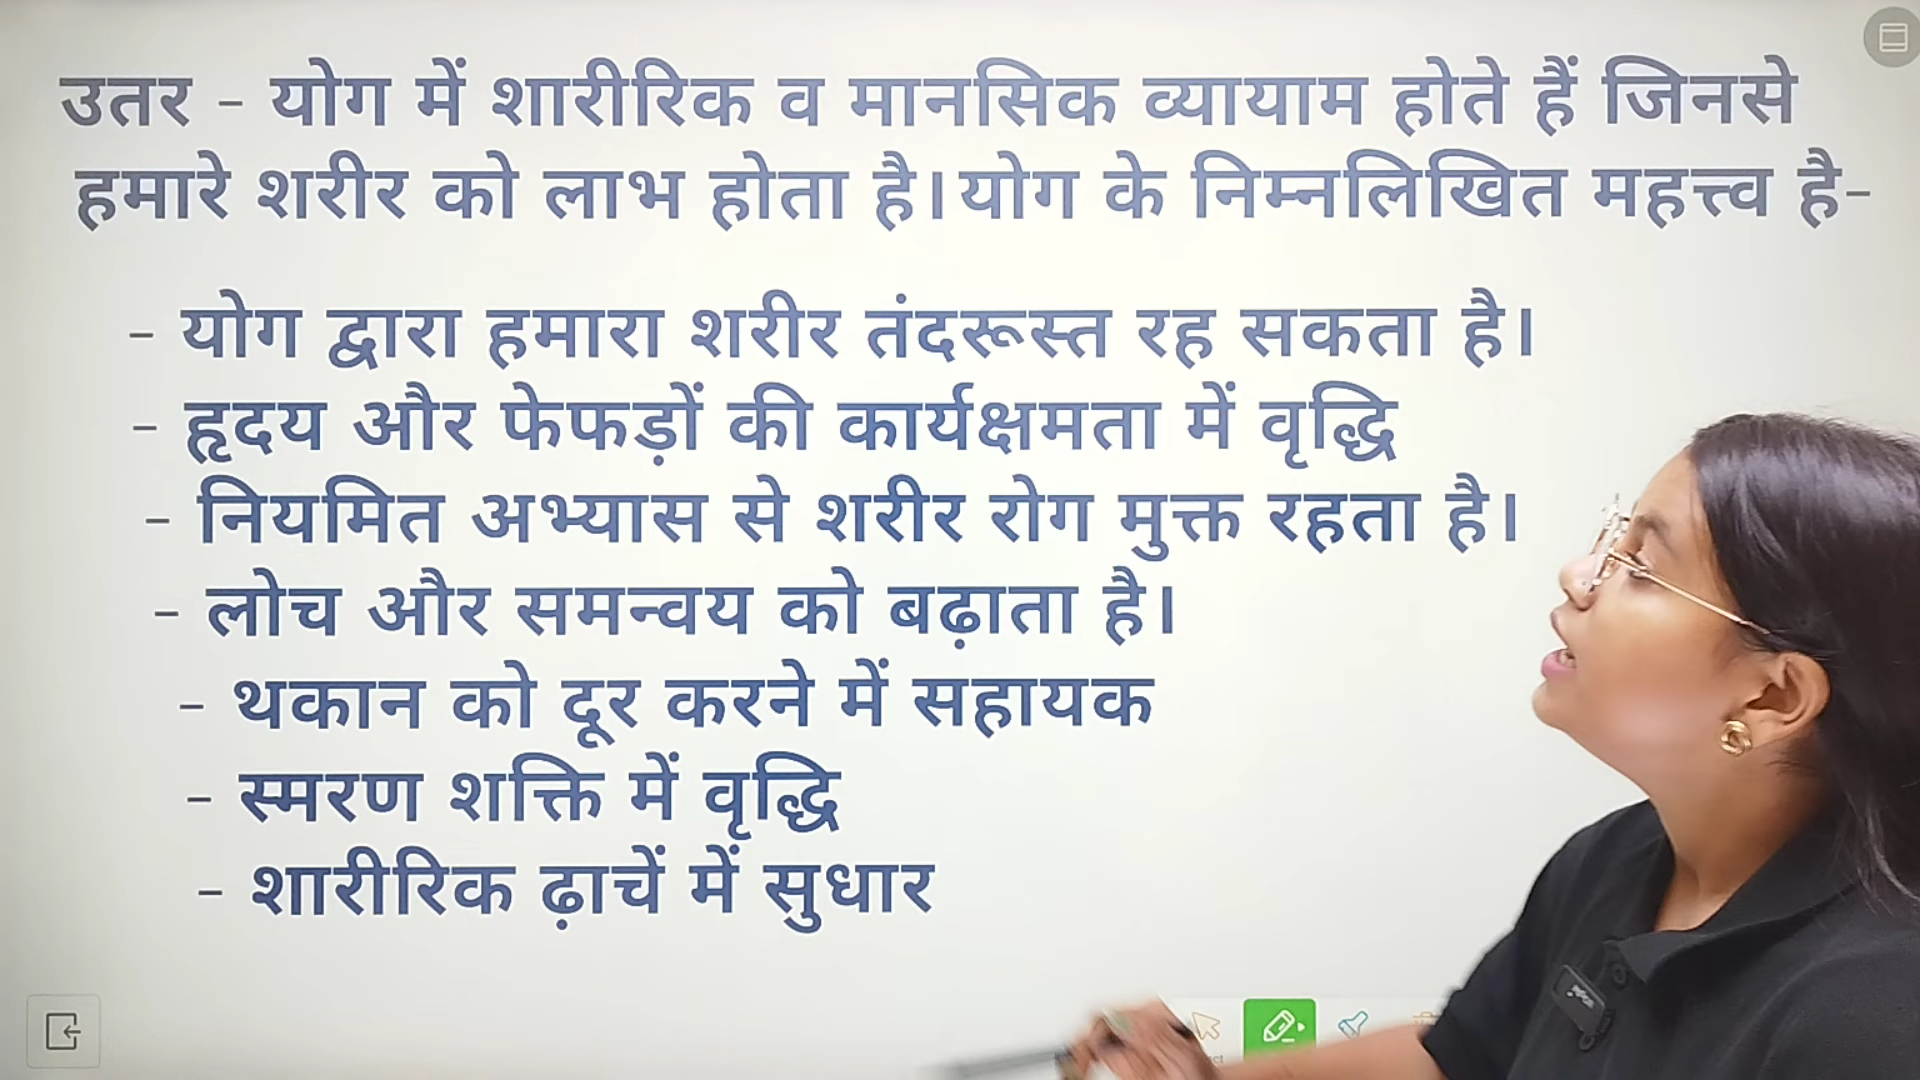 उतर - योग में शारीरिक व मानसिक व्यायाम होते हैं जिनसे
हमारे शरीर को लाभ होता है। योग के निम्नलिखित महत्त्व है-
- योग द्वारा हमारा शरीर तंदरूस्त रह सकता है।
- हृदय और फेफड़ों की कार्यक्षमता में वृद्धि
- नियमित अभ्यास से शरीर रोग मुक्त रहता है।
- लोच और समन्वय को बढ़ाता है।
- थकान को दूर करने में सहायक
- स्मरण शक्ति में वृद्धि
- शारीरिक ढ़ाचें में सुधार